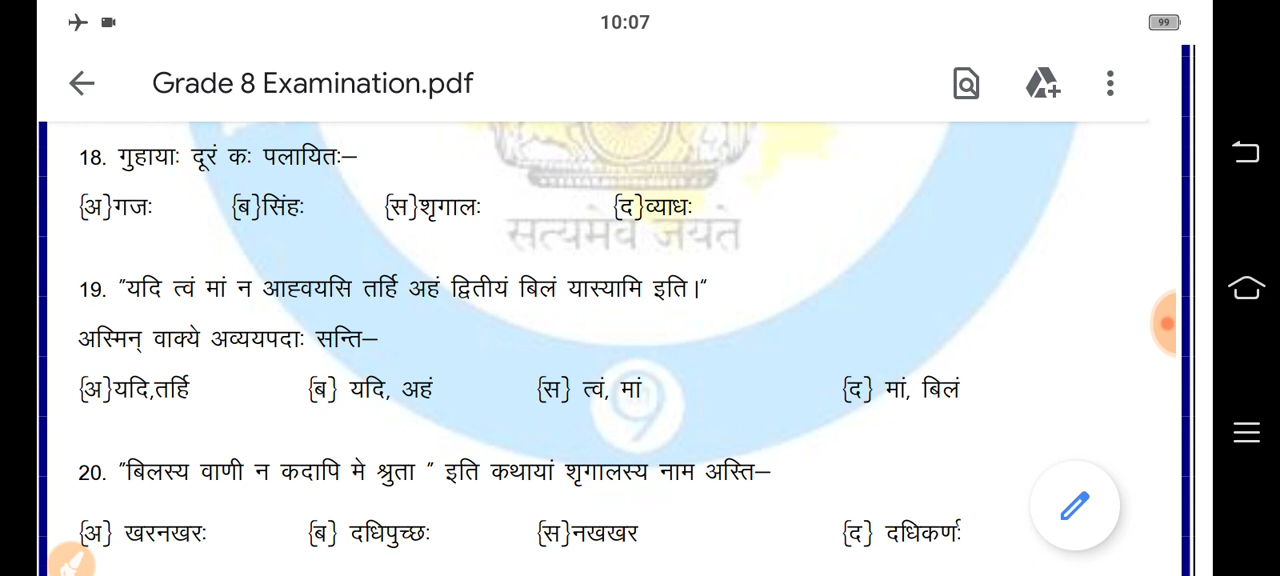 10:07
99
Grade 8 Examination.pdf
18. गुहायाः दूरं कः पलायितः–
{अ}गजः {ब}सिंहः {स}शृगालः {द}व्याधः
सत्यमेव जयते
19. "यदि त्वं मां न आह्वयसि तर्हि अहं द्वितीयं बिलं यास्यामि इति।"
अस्मिन् वाक्ये अव्ययपदाः सन्ति–
{अ}यदि,तर्हि {ब} यदि, अहं {स} त्वं, मां {द} मां, बिलं
20. "बिलस्य वाणी न कदापि मे श्रुता " इति कथायां शृगालस्य नाम अस्ति–
{अ} खरनखरः {ब} दधिपुच्छः {स}नखखर {द} दधिकर्णः